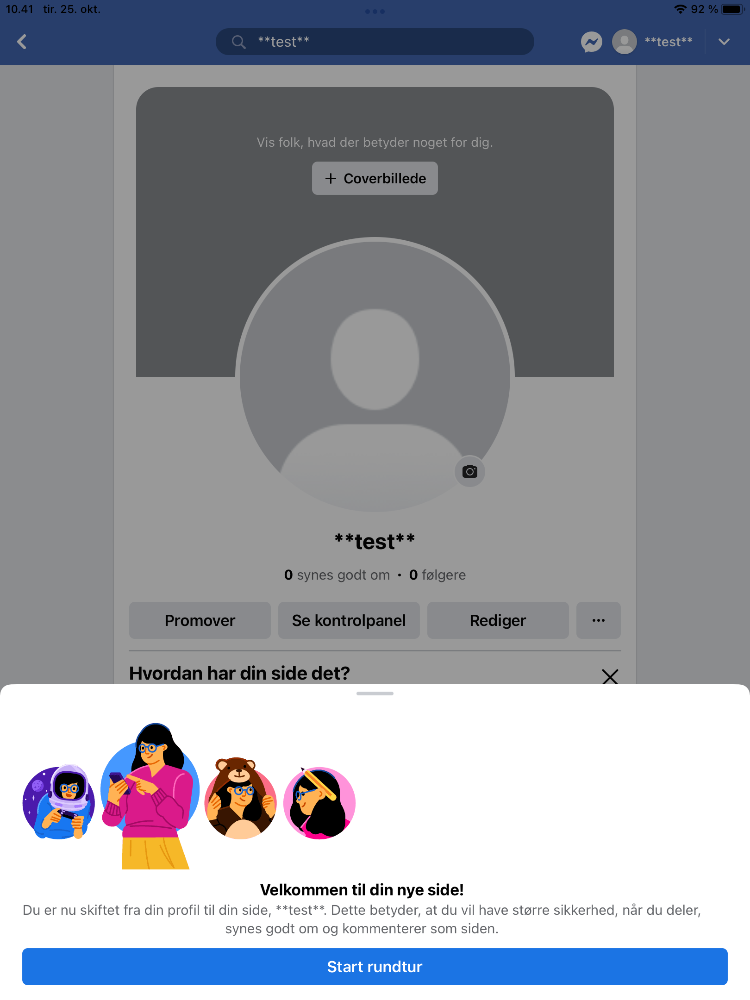 10.41 tir. 25. okt.
92 %
**test**
**test**
Vis folk, hvad der betyder noget for dig.
+ Coverbillede
**test**
0 synes godt om · 0 følgere
Promover
Se kontrolpanel
Rediger
Hvordan har din side det?
Velkommen til din nye side!
Du er nu skiftet fra din profil til din side, **test**. Dette betyder, at du vil have større sikkerhed, når du deler,
synes godt om og kommenterer som siden.
Start rundtur